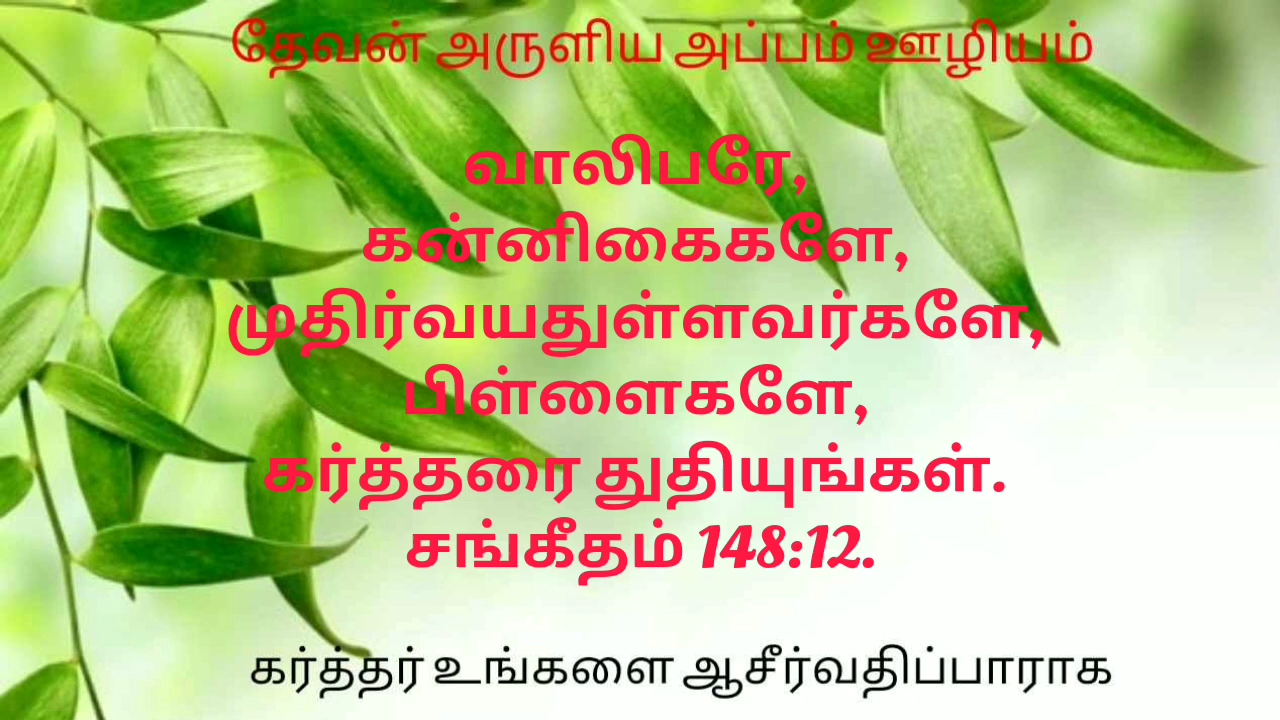 தேவன் அருளிய அப்பம் ஊழியம்
வாலிபரே,
கன்னிகைகளே,
முதிர்வயதுள்ளவர்களே,
பிள்ளைகளே,
கர்த்தரை துதியுங்கள்.
சங்கீதம் 148:12.
கர்த்தர் உங்களை ஆசீர்வதிப்பாராக